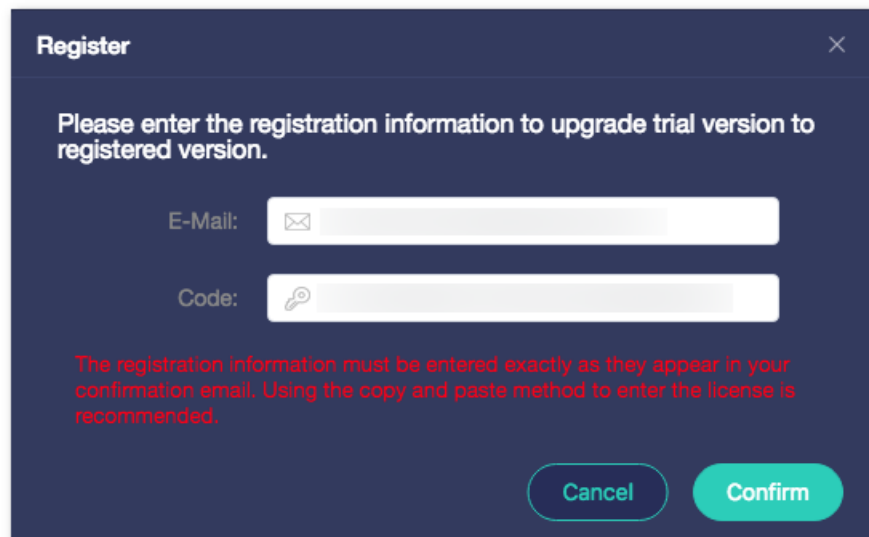 Register
Please enter the registration information to upgrade trial version to
registered version.
E-Mail:
Code:
The registration information must be entered exactly as they appear in your
confirmation email. Using the copy and paste method to enter the license is
recommended.
Cancel
Confirm